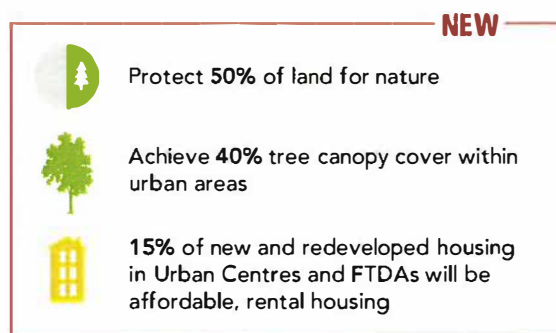 NEW
Protect 50% of land for nature
Achieve 40% tree canopy cover within
urban areas
15% of new and redeveloped housing
in Urban Centres and FTDAs will be
affordable, rental housing